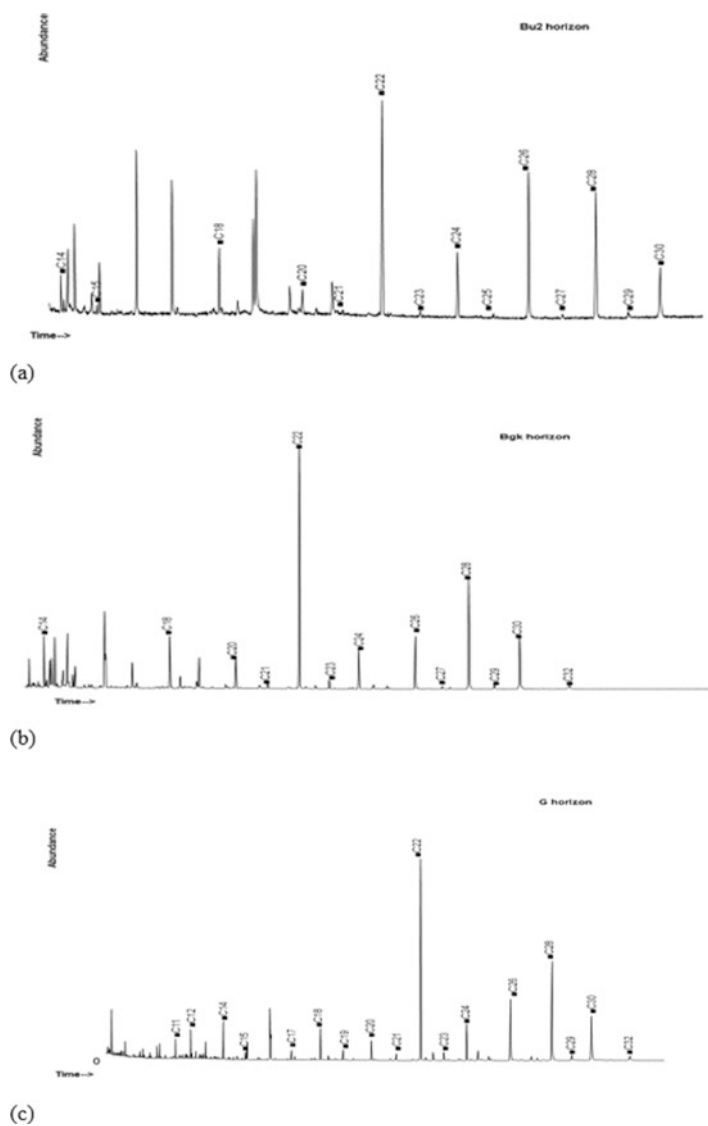 Abundance
Bu2 horizon
C14
C15
C18
C20
C21
C22
C23
C24
C25
C26
C27
C28
C29
C30
Time-->
(a)
Abundance
Bgk horizon
C14
C18
C20
C21
C22
C23
C24
C26
C27
C28
C29
C30
C32
Time-->
(b)
Abundance
G horizon
C11
C12
C14
C15
C17
C18
C19
C20
C21
C22
C23
C24
C26
C28
C29
C30
C32
0
Time-->
(c)